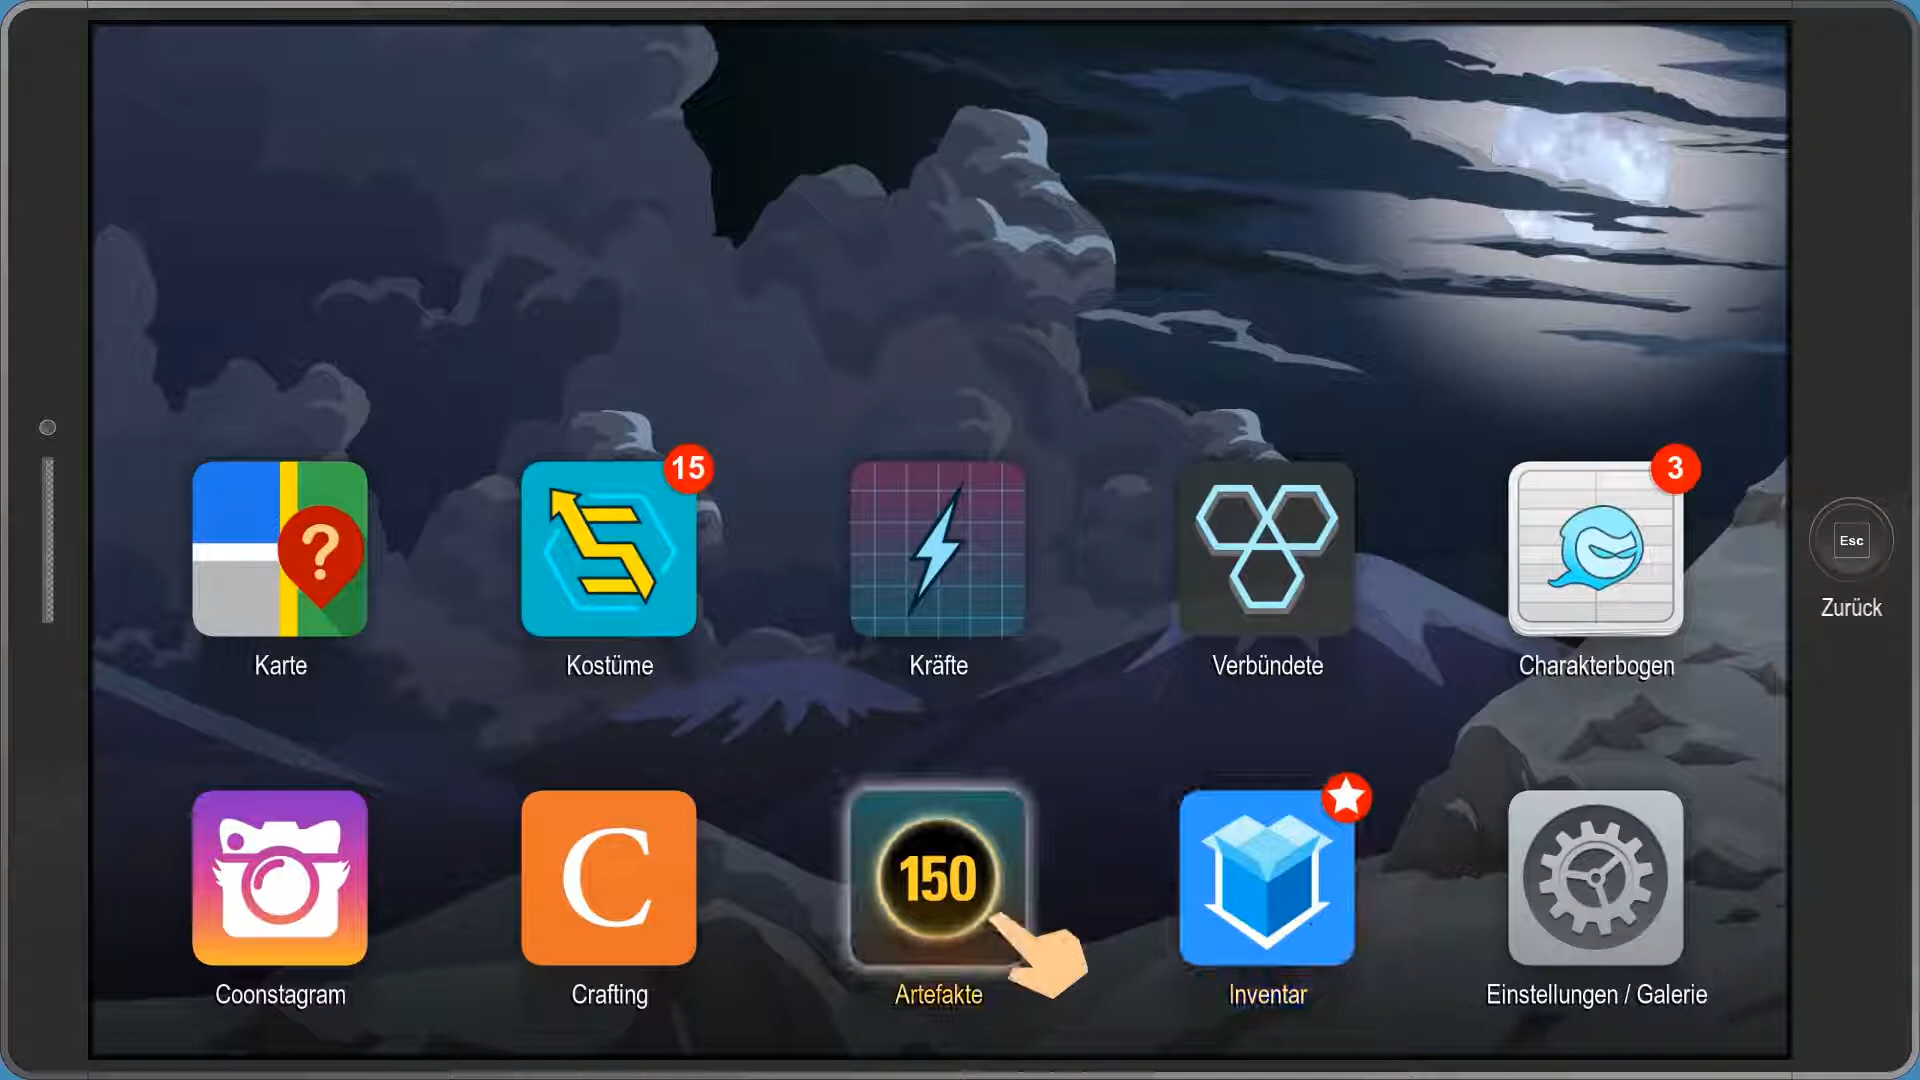 15
3
?
Karte
Kostüme
Kräfte
Verbündete
Charakterbogen
Esc
Zurück
C
150
Coonstagram
Crafting
Artefakte
Inventar
Einstellungen / Galerie